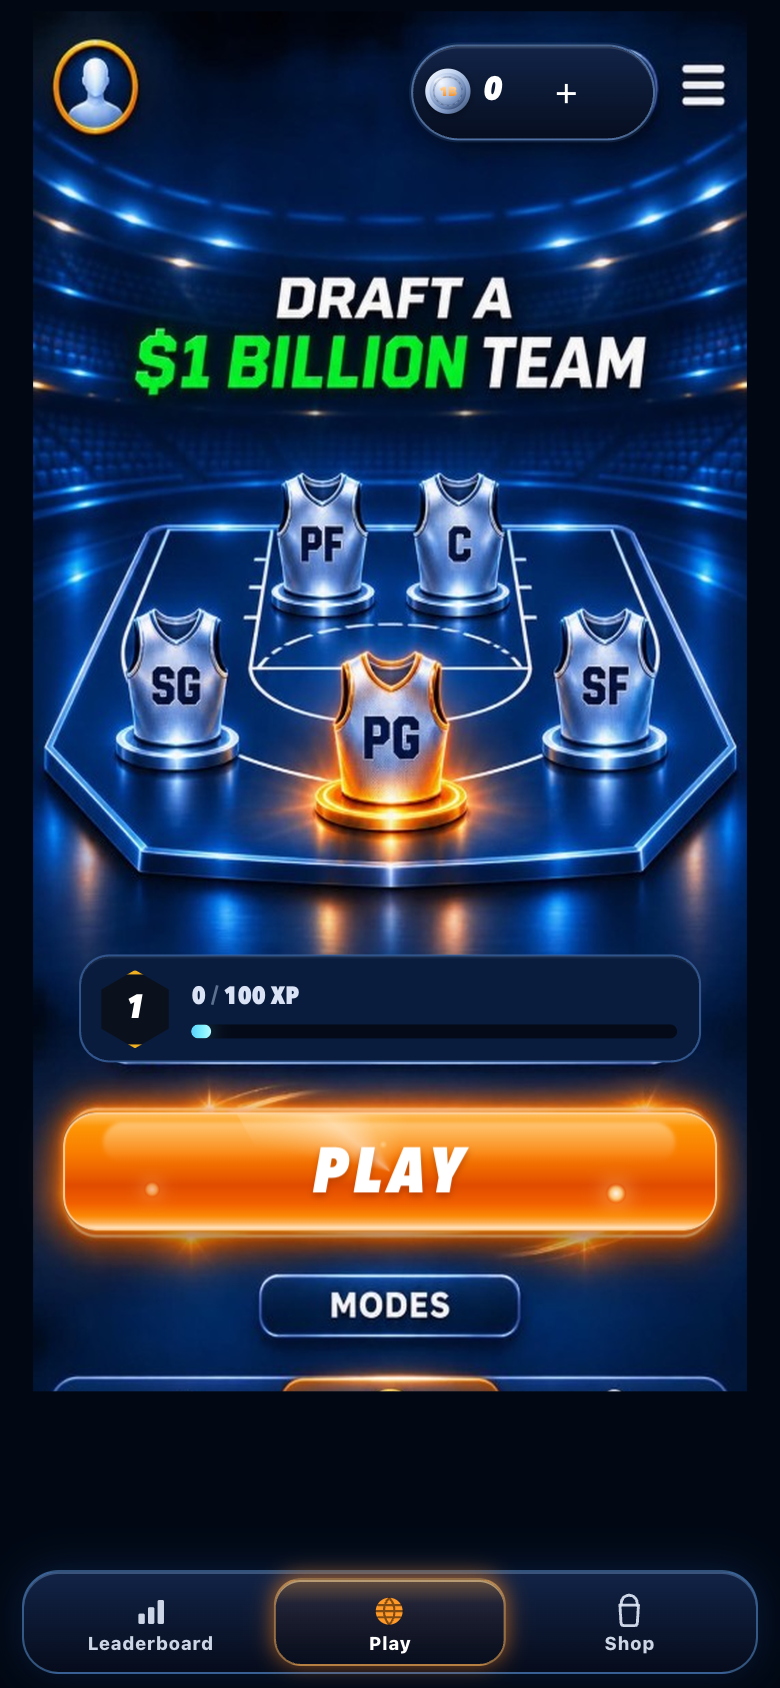 0 +
DRAFT A
$1 BILLION TEAM
PF C
SG SF
PG
1
0 / 100 XP
PLAY
MODES
Leaderboard Play Shop